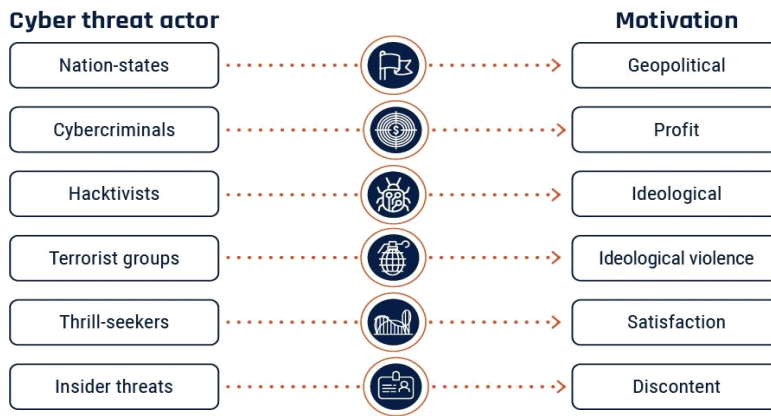 Cyber threat actor Motivation
Nation-states Geopolitical
Cybercriminals $ Profit
Hacktivists Ideological
Terrorist groups Ideological violence
Thrill-seekers Satisfaction
Insider threats Discontent